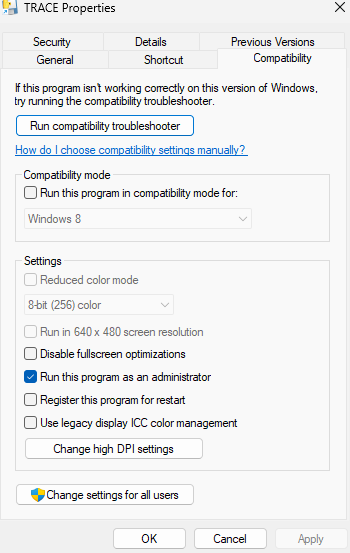 TRACE Properties
Security Details Previous Versions
General Shortcut Compatibility
If this program isn't working correctly on this version of Windows,
try running the compatibility troubleshooter.
Run compatibility troubleshooter
How do I choose compatibility settings manually?
Compatibility mode
Run this program in compatibility mode for:
Windows 8
Settings
Reduced color mode
8-bit (256) color
Run in 640 x 480 screen resolution
Disable fullscreen optimizations
Run this program as an administrator
Register this program for restart
Use legacy display ICC color management
Change high DPI settings
Change settings for all users
OK Cancel Apply